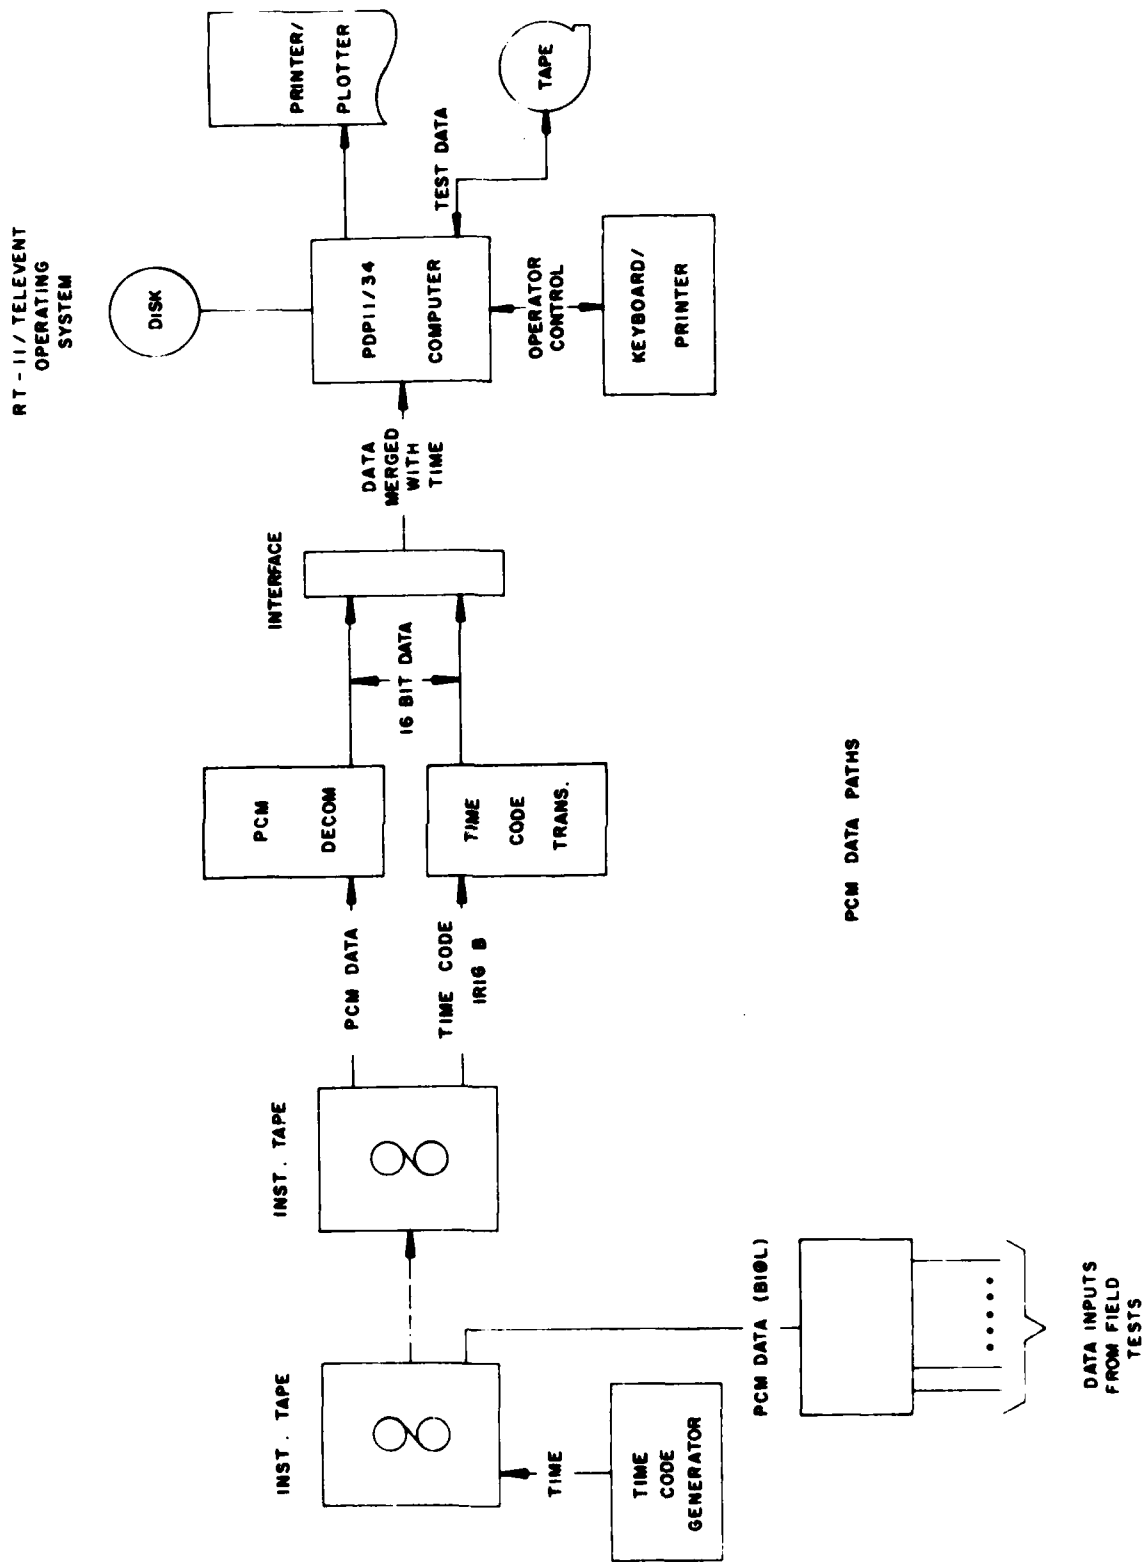 RT-11/TELEVENT
OPERATING
SYSTEM
INST. TAPE
TIME
TIME
CODE
GENERATOR
PCM DATA (BIØL)
DATA INPUTS
FROM FIELD
TESTS
INST. TAPE
PCM DATA
TIME CODE
IRIG B
PCM
DECOM
TIME
CODE
TRANS.
16 BIT DATA
INTERFACE
DATA
MERGED
WITH
TIME
DISK
PDP11/34
COMPUTER
OPERATOR
CONTROL
KEYBOARD/
PRINTER
TEST DATA
TAPE
PRINTER/
PLOTTER
PCM DATA PATHS